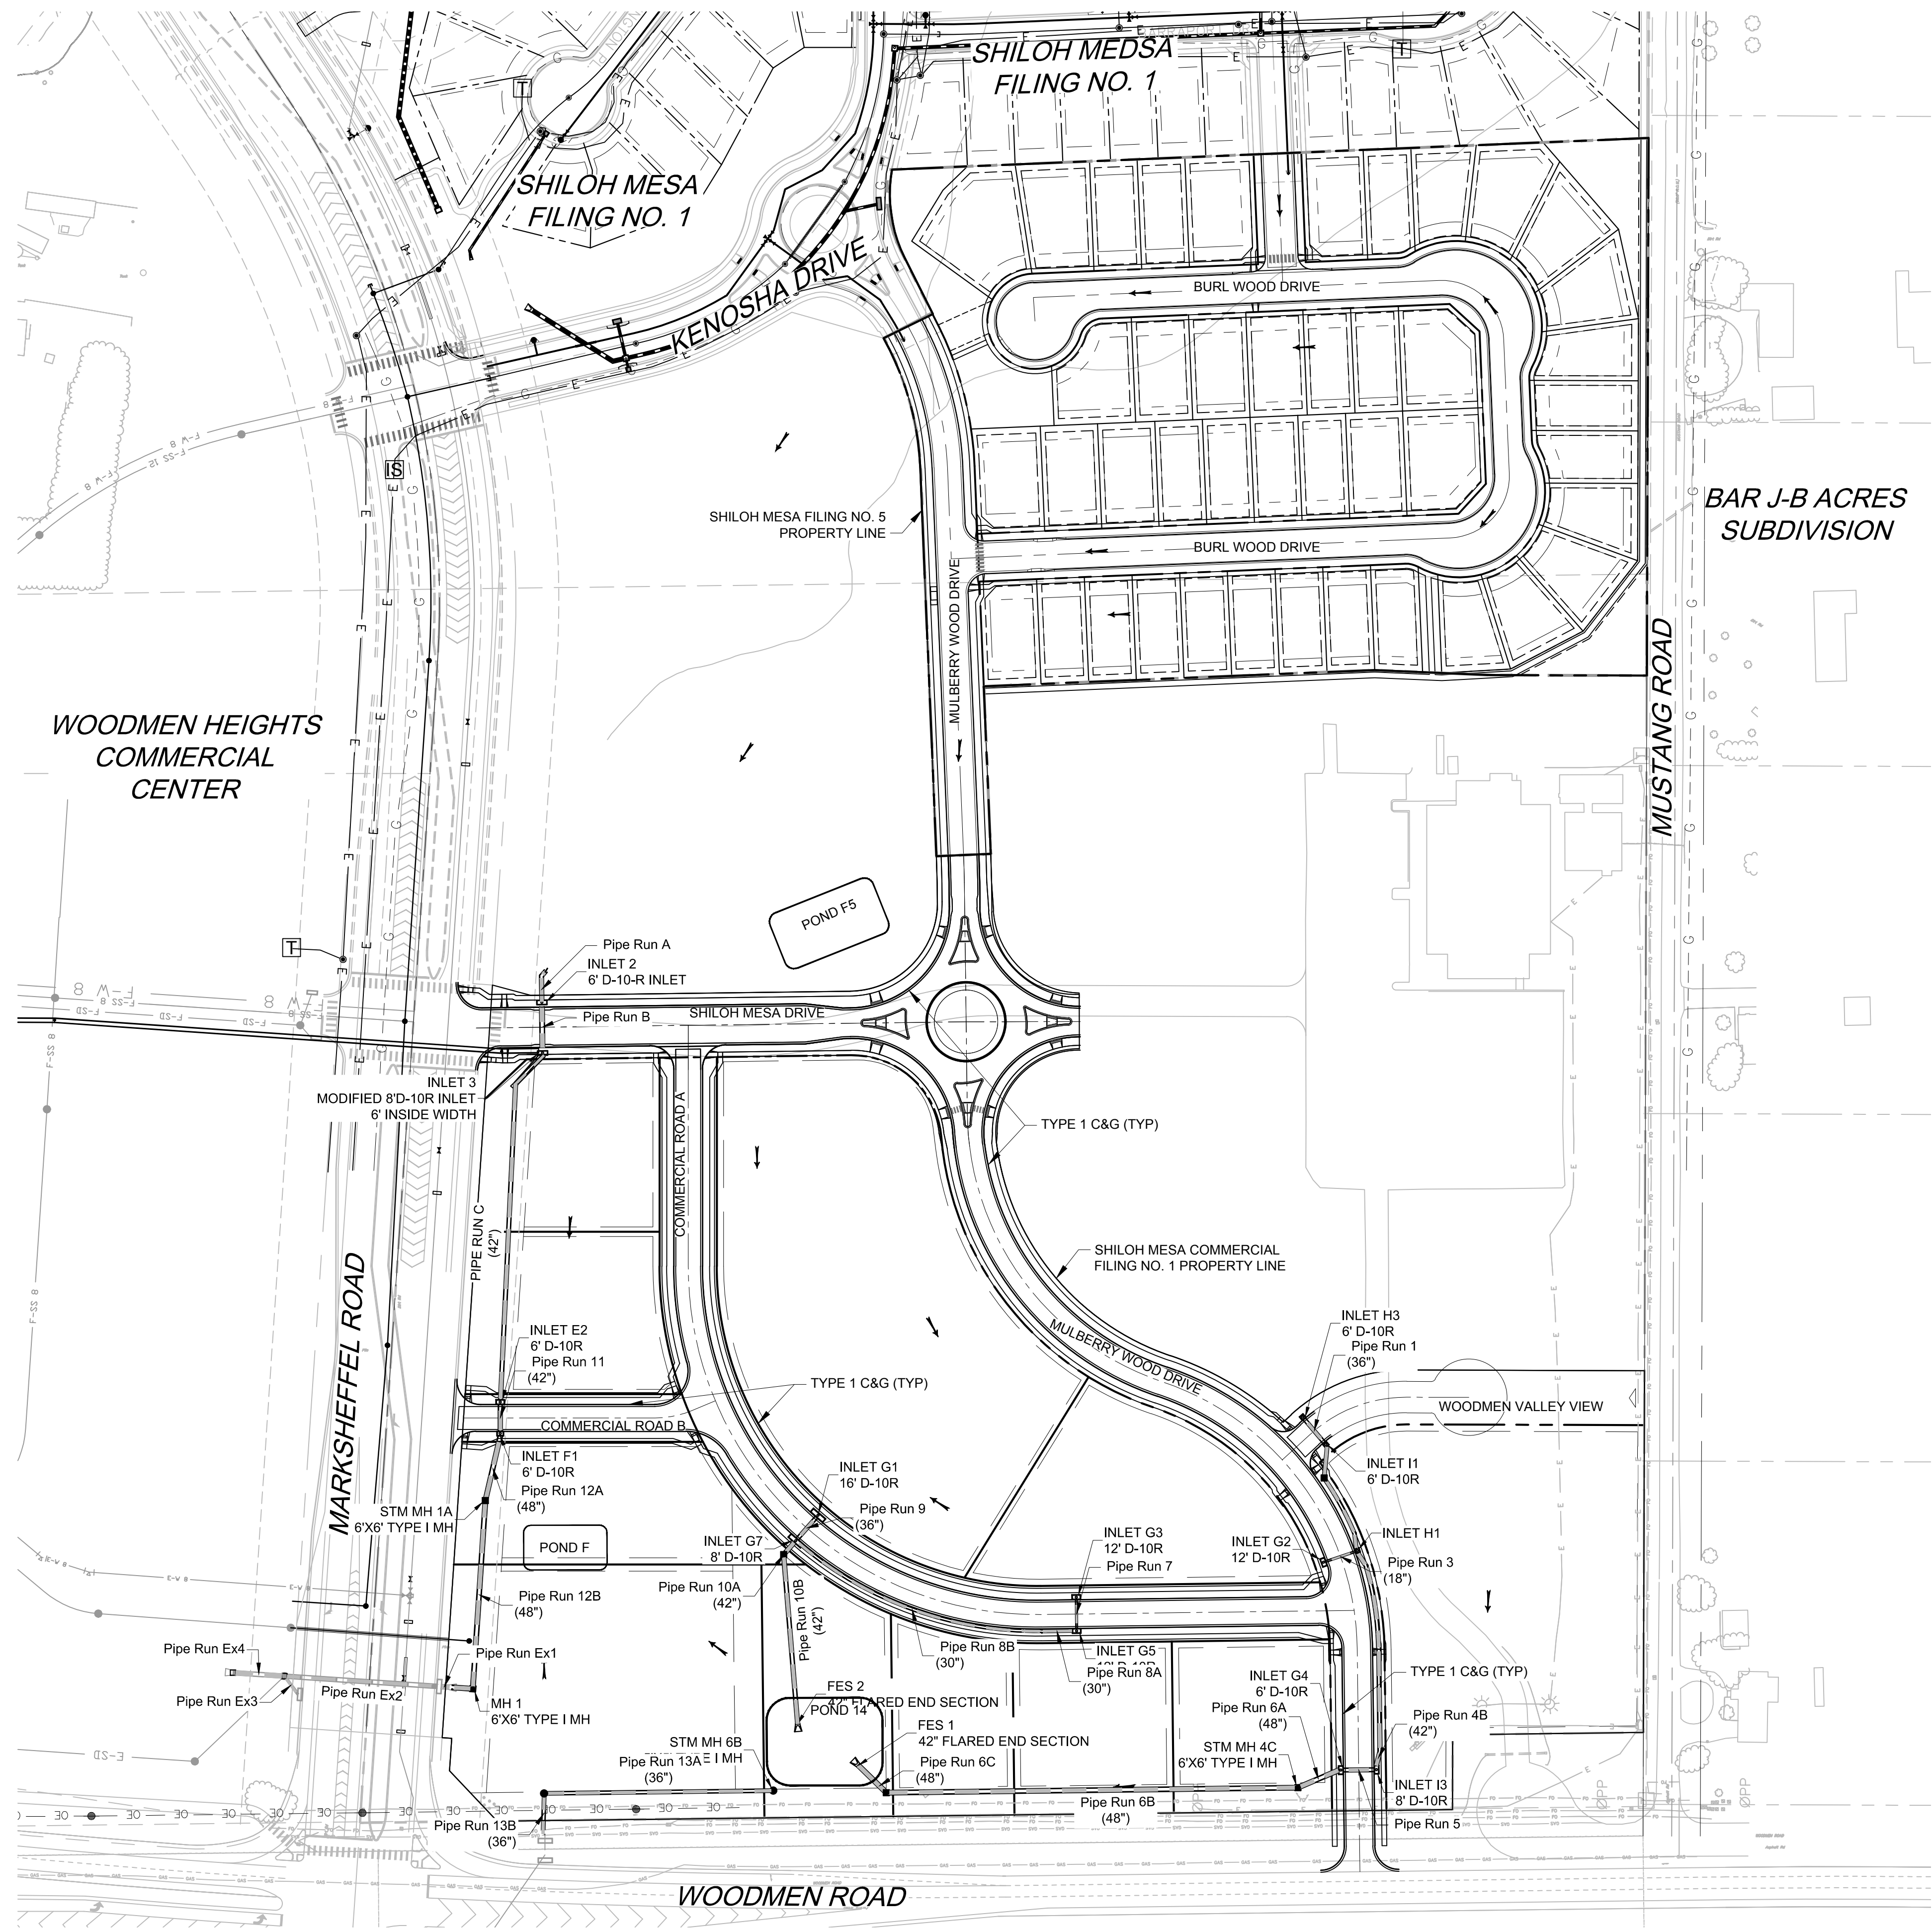 SHILOH MEDSA
FILING NO. 1
T
T
SHILOH MESA
FILING NO. 1
KENOSHA DRIVE
BURL WOOD DRIVE
IS
BAR J-B ACRES
SUBDIVISION
SHILOH MESA FILING NO. 5
PROPERTY LINE
BURL WOOD DRIVE
MULBERRY WOOD DRIVE
MUSTANG ROAD
WOODMEN HEIGHTS
COMMERCIAL
CENTER
POND F5
T
Pipe Run A
INLET 2
6' D-10-R INLET
Pipe Run B
SHILOH MESA DRIVE
F-W 8
F-SS 8
F-SD
INLET 3
MODIFIED 8'D-10R INLET
6' INSIDE WIDTH
COMMERCIAL ROAD A
TYPE 1 C&G (TYP)
PIPE RUN C
(42")
SHILOH MESA COMMERCIAL
FILING NO. 1 PROPERTY LINE
MARKSHEFFEL ROAD
MULBERRY WOOD DRIVE
INLET H3
6' D-10R
Pipe Run 1
(36")
INLET E2
6' D-10R
Pipe Run 11
(42")
TYPE 1 C&G (TYP)
WOODMEN VALLEY VIEW
COMMERCIAL ROAD B
INLET F1
6' D-10R
Pipe Run 12A
(48")
INLET G1
16' D-10R
INLET I1
6' D-10R
STM MH 1A
6'X6' TYPE I MH
Pipe Run 9
(36")
POND F
INLET G7
8' D-10R
INLET G3
12' D-10R
Pipe Run 7
INLET G2
12' D-10R
INLET H1
Pipe Run 3
(18")
Pipe Run 12B
(48")
Pipe Run 10A
(42")
Pipe Run 10B
(42")
Pipe Run Ex4
Pipe Run Ex1
Pipe Run 8B
(30")
INLET G5
Pipe Run 8A
(30")
INLET G4
6' D-10R
TYPE 1 C&G (TYP)
Pipe Run Ex3
Pipe Run Ex2
MH 1
6'X6' TYPE I MH
FES 2
42" FLARED END SECTION
POND 14
FES 1
42" FLARED END SECTION
Pipe Run 6A
(48")
Pipe Run 4B
(42")
E-SD
STM MH 6B
E I MH
Pipe Run 13A
(36")
Pipe Run 6C
(48")
STM MH 4C
6'X6' TYPE I MH
INLET I3
8' D-10R
Pipe Run 6B
(48")
Pipe Run 13B
(36")
Pipe Run 5
WOODMEN ROAD